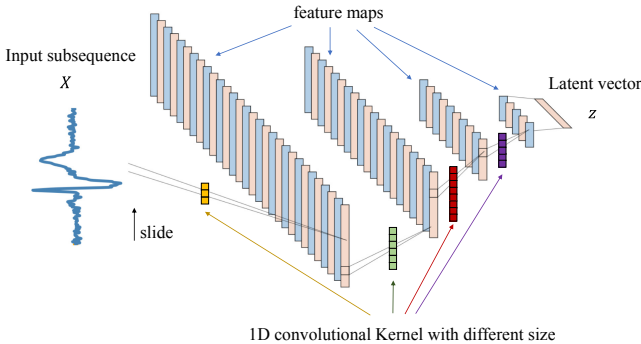 feature maps
Input subsequence
X
Latent vector
z
slide
1D convolutional Kernel with different size